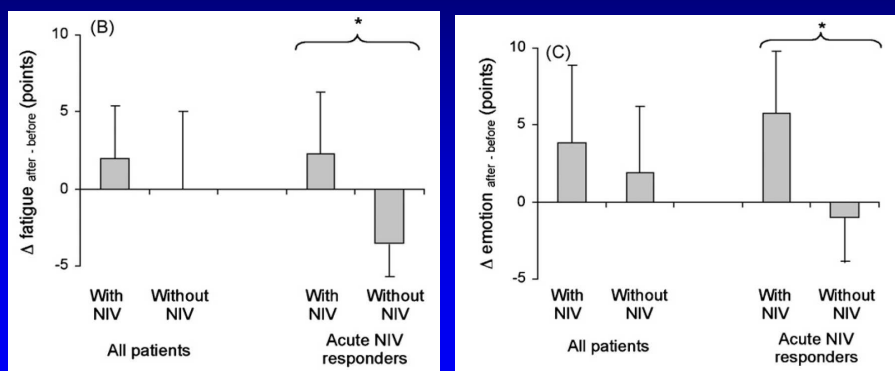 (B)
*
Δ fatigue after - before (points)
10
5
0
-5
With NIV
Without NIV
With NIV
Without NIV
All patients
Acute NIV
responders
(C)
*
Δ emotion after - before (points)
10
5
0
-5
With NIV
Without NIV
With NIV
Without NIV
All patients
Acute NIV
responders